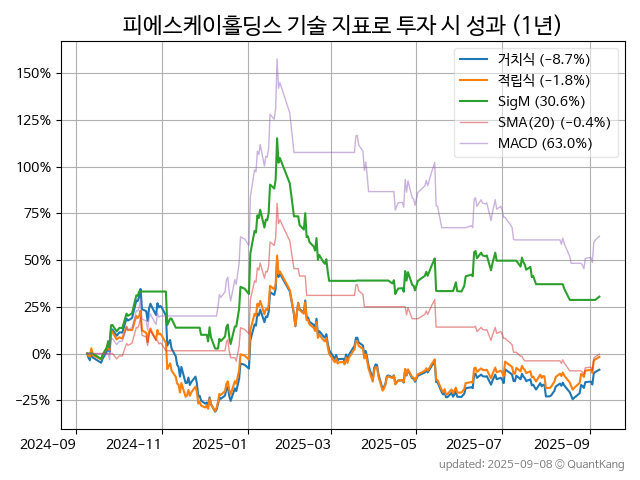 피에스케이홀딩스 기술 지표로 투자 시 성과 (1년)
거치식 (−8.7%)
적립식 (−1.8%)
SigM (30.6%)
SMA(20) (−0.4%)
MACD (63.0%)
150%
125%
100%
75%
50%
25%
0%
−25%
2024-09 2024-11 2025-01 2025-03 2025-05 2025-07 2025-09
updated: 2025-09-08 © QuantKang